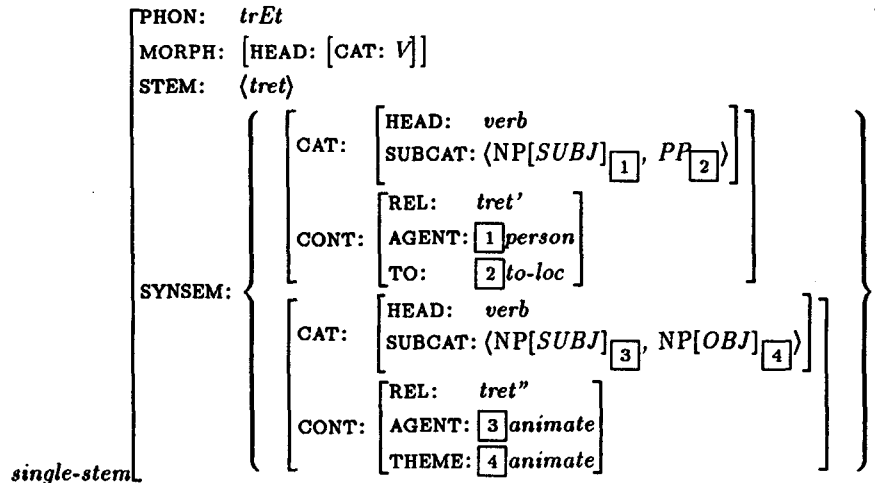 PHON: trEt
MORPH: [HEAD: [CAT: V]]
STEM: ⟨tret⟩
HEAD: verb
CAT:
SUBCAT: ⟨NP[SUBJ] 1 , PP 2 ⟩
REL: tret'
CONT: AGENT: 1 person
TO: 2 to-loc
SYNSEM:
HEAD: verb
CAT:
SUBCAT: ⟨NP[SUBJ] 3 , NP[OBJ] 4 ⟩
REL: tret"
CONT: AGENT: 3 animate
THEME: 4 animate
single-stem